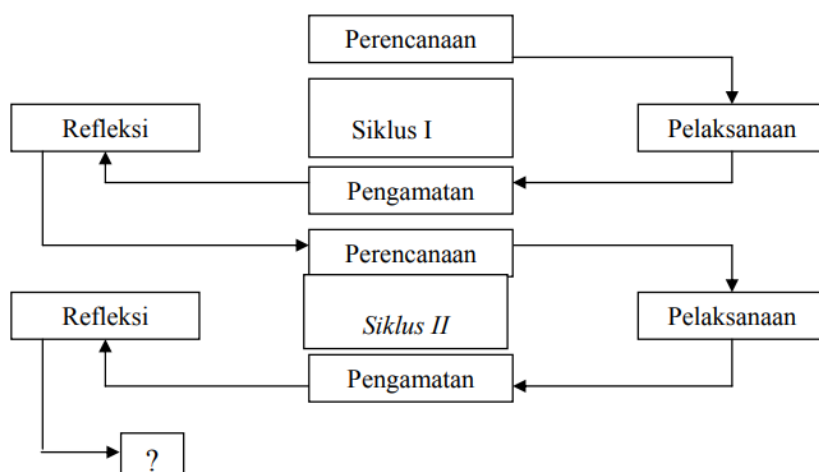 Perencanaan
Refleksi
Siklus I
Pelaksanaan
Pengamatan
Perencanaan
Refleksi
Siklus II
Pelaksanaan
Pengamatan
?